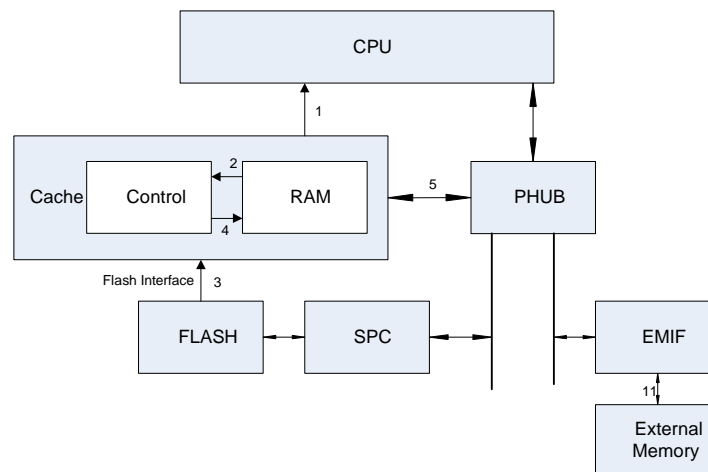 CPU
1
Cache
Control
2
4
RAM
5
PHUB
Flash Interface
3
FLASH
SPC
EMIF
11
External
Memory